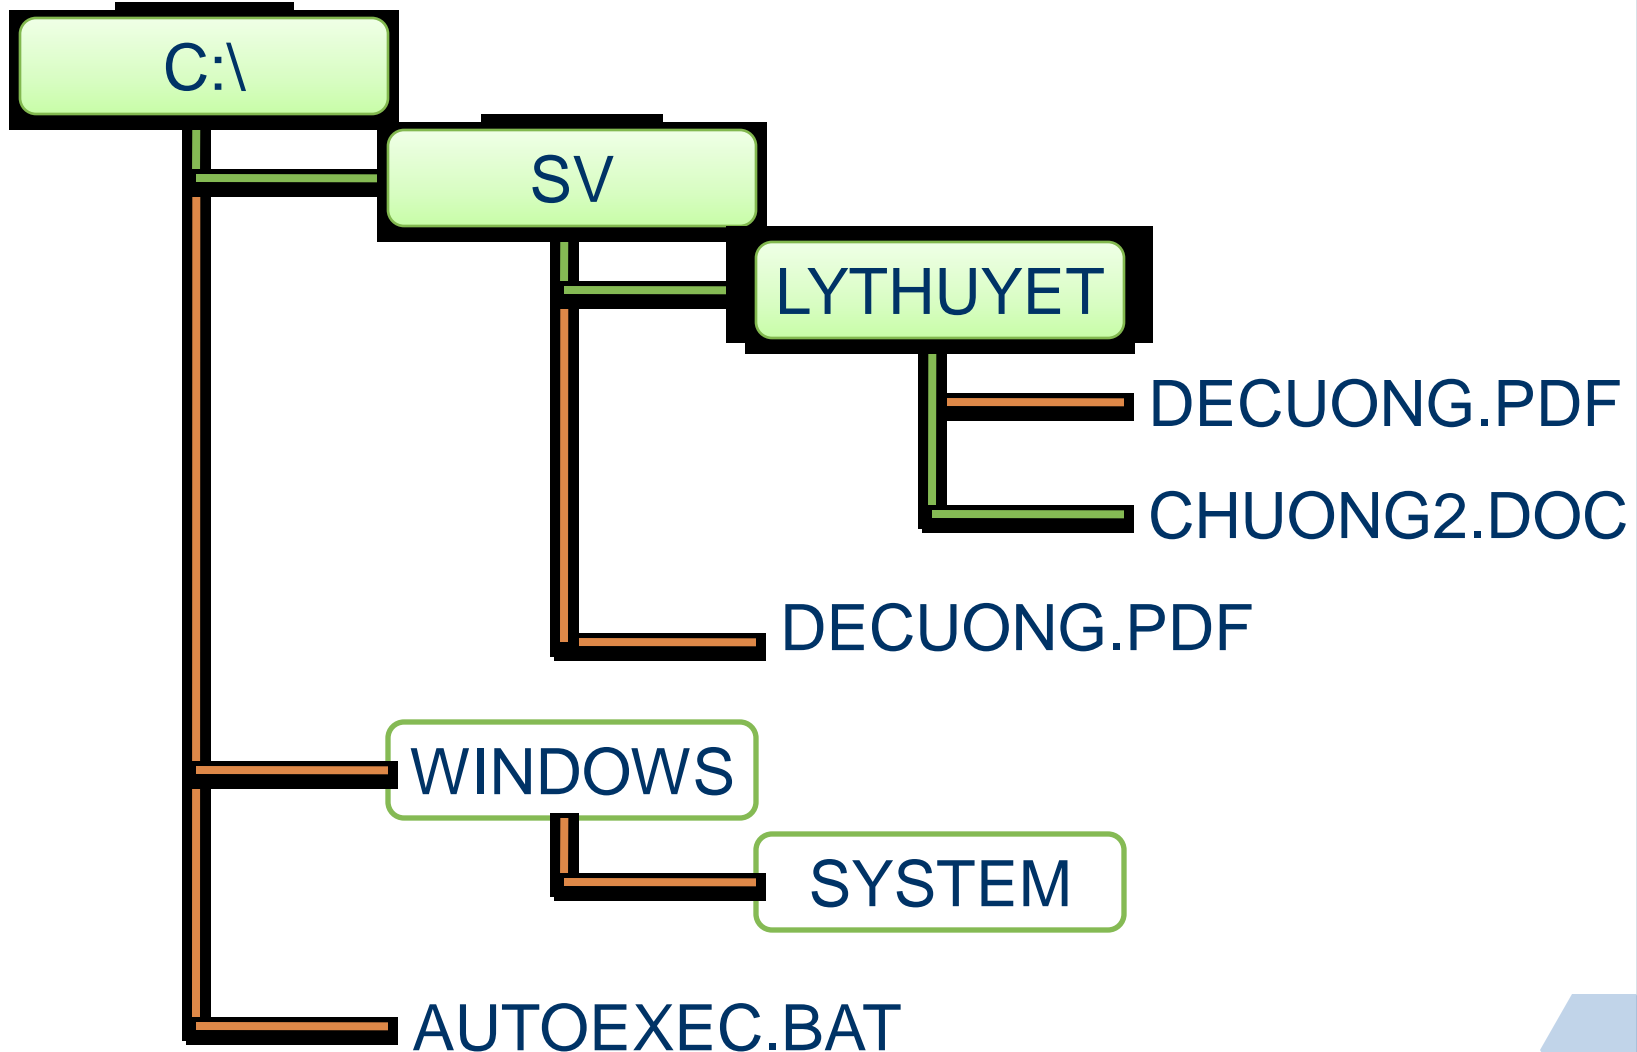 C:\
SV
LYTHUYET
DECUONG.PDF
CHUONG2.DOC
DECUONG.PDF
WINDOWS
SYSTEM
AUTOEXEC.BAT